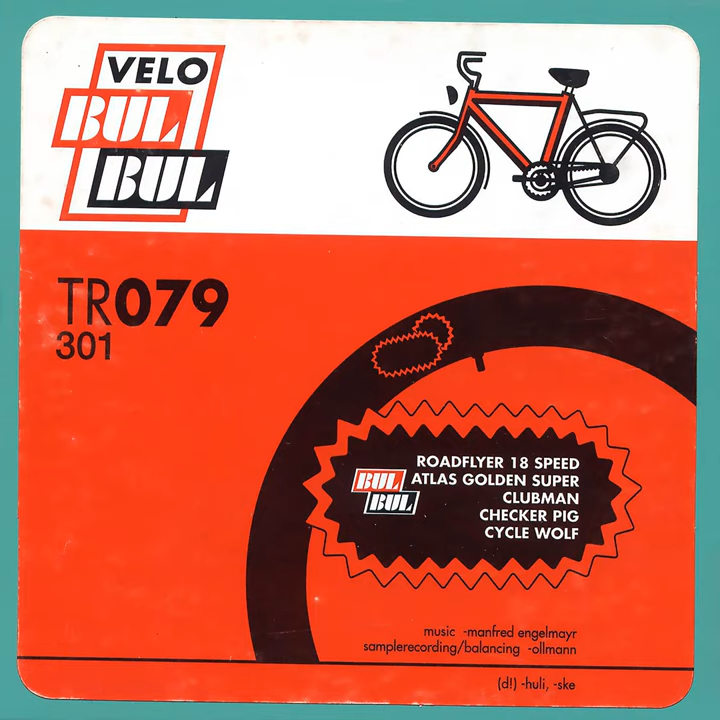 VELO
BUL
BUL
TR079
301
ROADFLYER 18 SPEED
BUL
ATLAS GOLDEN SUPER
BUL
CLUBMAN
CHECKER PIG
CYCLE WOLF
music -manfred engelmayr
samplerecording/balancing -ollmann
(d!) -huli, -ske